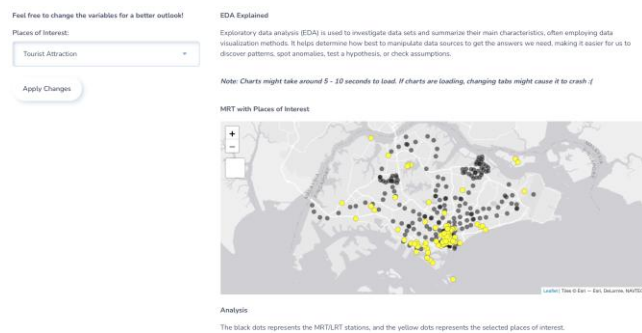 Feel free to change the variables for a better outlook!
Places of Interest:
Tourist Attraction
Apply Changes
EDA Explained
Exploratory data analysis (EDA) is used to investigate data sets and summarize their main characteristics, often employing data
visualization methods. It helps determine how best to manipulate data sources to get the answers we need, making it easier for us to
discover patterns, spot anomalies, test a hypothesis, or check assumptions.
Note: Charts might take around 5 - 10 seconds to load. If charts are loading, changing tabs might cause it to crash :(
MRT with Places of Interest
+
−
Leaflet | Tiles © Esri — Esri, DeLorme, NAVTEQ
Analysis
The black dots represents the MRT/LRT stations, and the yellow dots represents the selected places of interest.